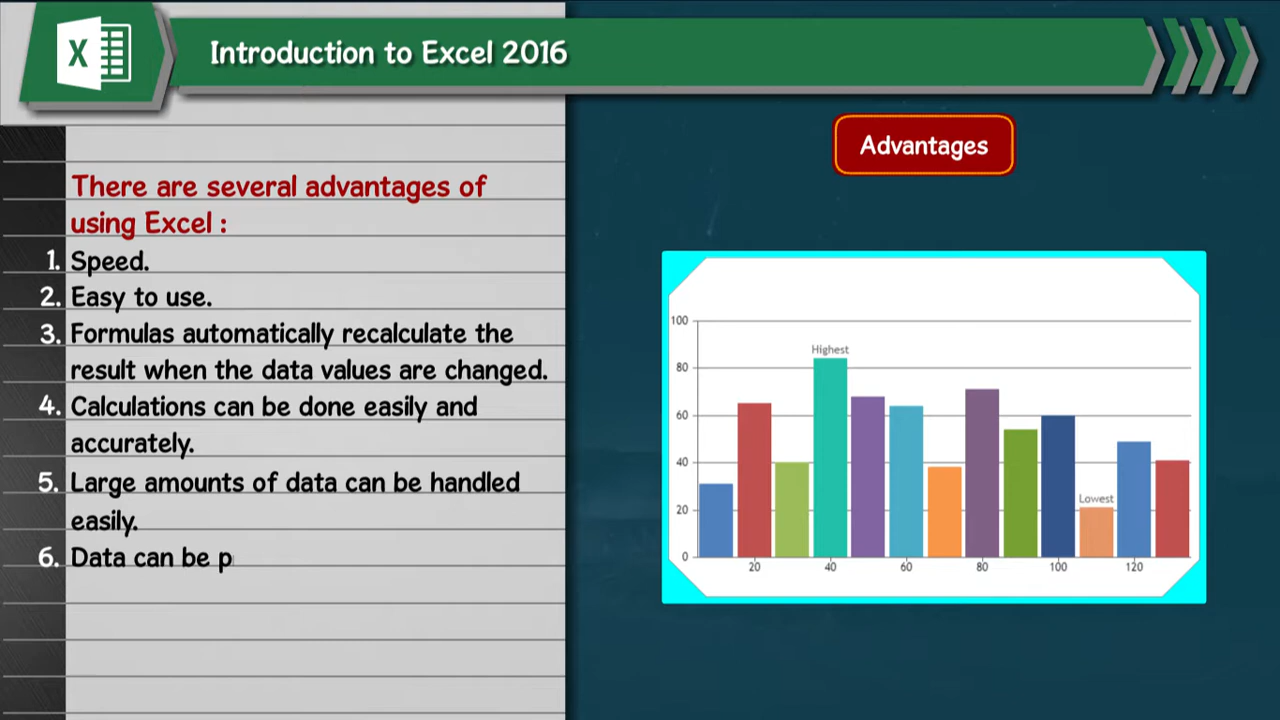 X
Introduction to Excel 2016
There are several advantages of
using Excel :
1. Speed.
2. Easy to use.
3. Formulas automatically recalculate the
result when the data values are changed.
4. Calculations can be done easily and
accurately.
5. Large amounts of data can be handled
easily.
6. Data can be p
Advantages
100
80
60
40
20
0
Highest
Lowest
20 40 60 80 100 120